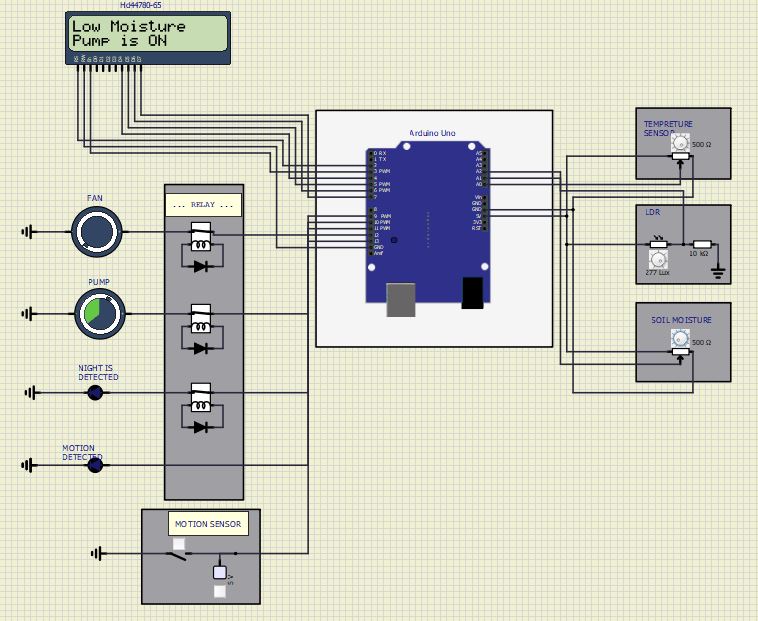 Hd44780-65
Low Moisture
Pump is ON
Arduino Uno
0 RX
1 TX
2
3 PWM
4
5 PWM
6 PWM
7
8
9 PWM
10 PWM
11 PWM
12
13
GND
Aref
A5
A4
A3
A2
A1
A0
Vin
GND
GND
5V
3V3
RST
TEMPRETURE
SENSOR
500 Ω
LDR
10 kΩ
277 Lux
SOIL MOISTURE
500 Ω
FAN
... RELAY ...
PUMP
NIGHT IS
DETECTED
MOTION
DETECTED
MOTION SENSOR
5 V